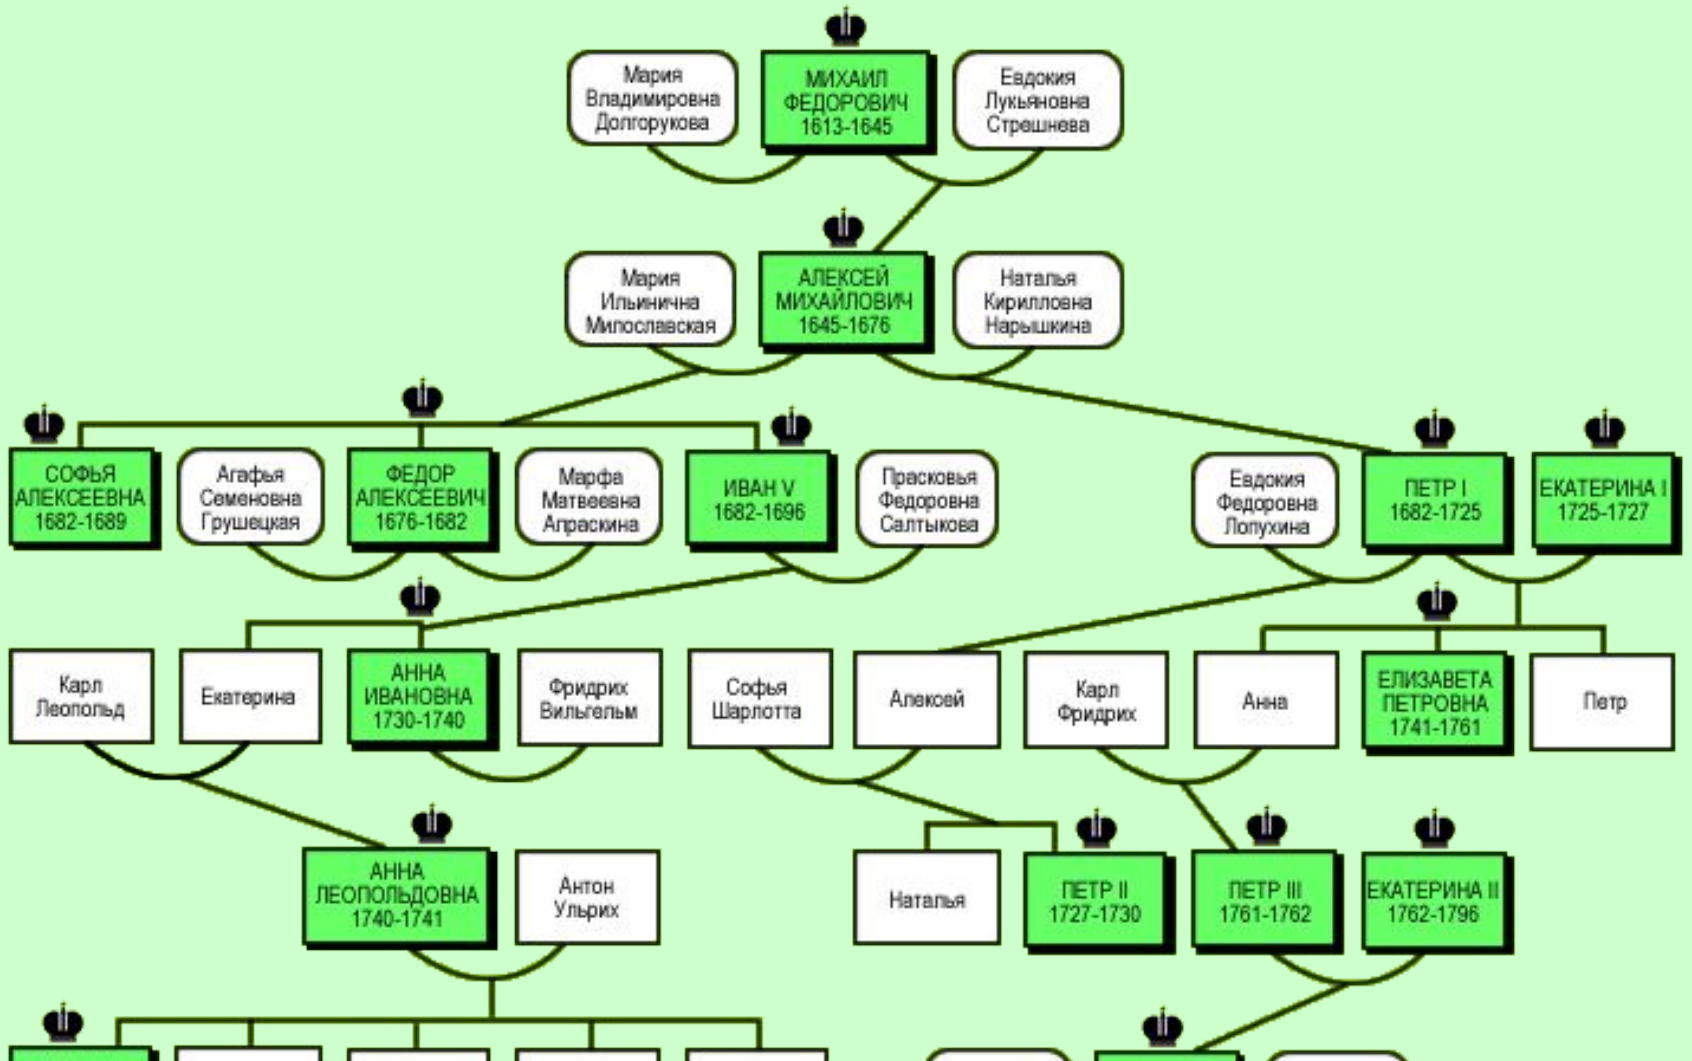 Мария
Владимировна
Долгорукова
МИХАИЛ
ФЕДОРОВИЧ
1613-1645
Евдокия
Лукьяновна
Стрешнева
Мария
Ильинична
Милославская
АЛЕКСЕЙ
МИХАЙЛОВИЧ
1645-1676
Наталья
Кирилловна
Нарышкина
СОФЬЯ
АЛЕКСЕЕВНА
1682-1689
Агафья
Семеновна
Грушецкая
ФЕДОР
АЛЕКСЕЕВИЧ
1676-1682
Марфа
Матвеевна
Апраскина
ИВАН V
1682-1696
Прасковья
Федоровна
Салтыкова
Евдокия
Федоровна
Лопухина
ПЕТР I
1682-1725
ЕКАТЕРИНА I
1725-1727
Карл
Леопольд
Екатерина
АННА
ИВАНОВНА
1730-1740
Фридрих
Вильгельм
Софья
Шарлотта
Алексей
Карл
Фридрих
Анна
ЕЛИЗАВЕТА
ПЕТРОВНА
1741-1761
Петр
АННА
ЛЕОПОЛЬДОВНА
1740-1741
Антон
Ульрих
Наталья
ПЕТР II
1727-1730
ПЕТР III
1761-1762
ЕКАТЕРИНА II
1762-1796